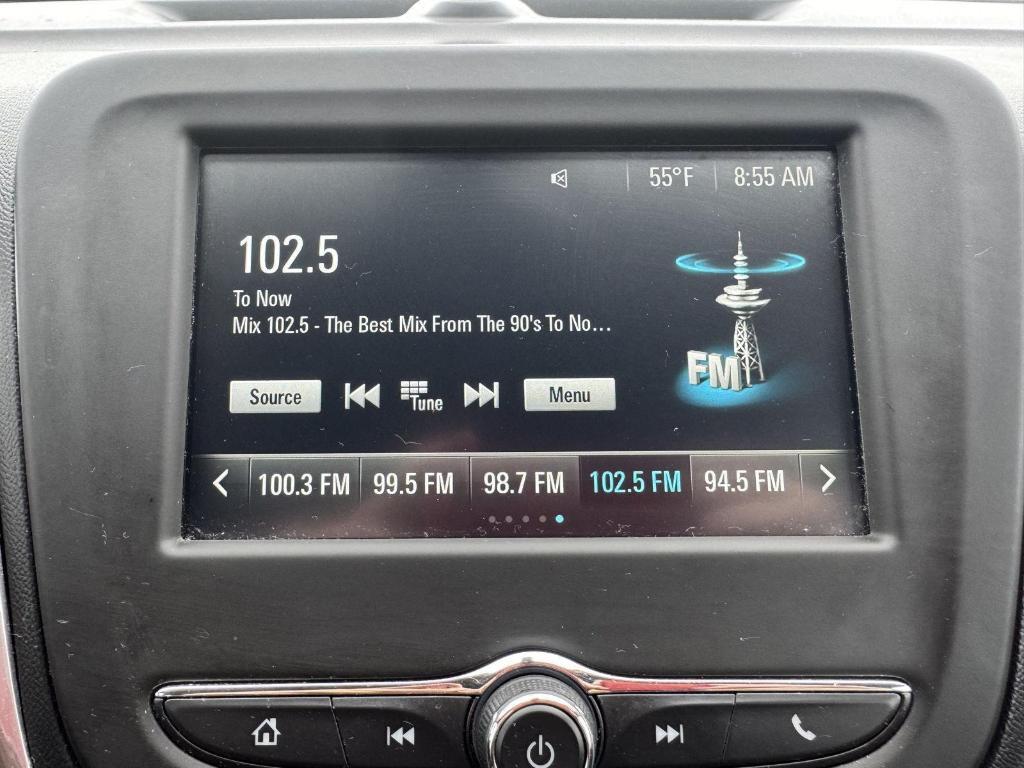 55°F 8:55 AM
102.5
To Now
Mix 102.5 - The Best Mix From The 90's To No...
FM
Source Tune Menu
100.3 FM 99.5 FM 98.7 FM 102.5 FM 94.5 FM